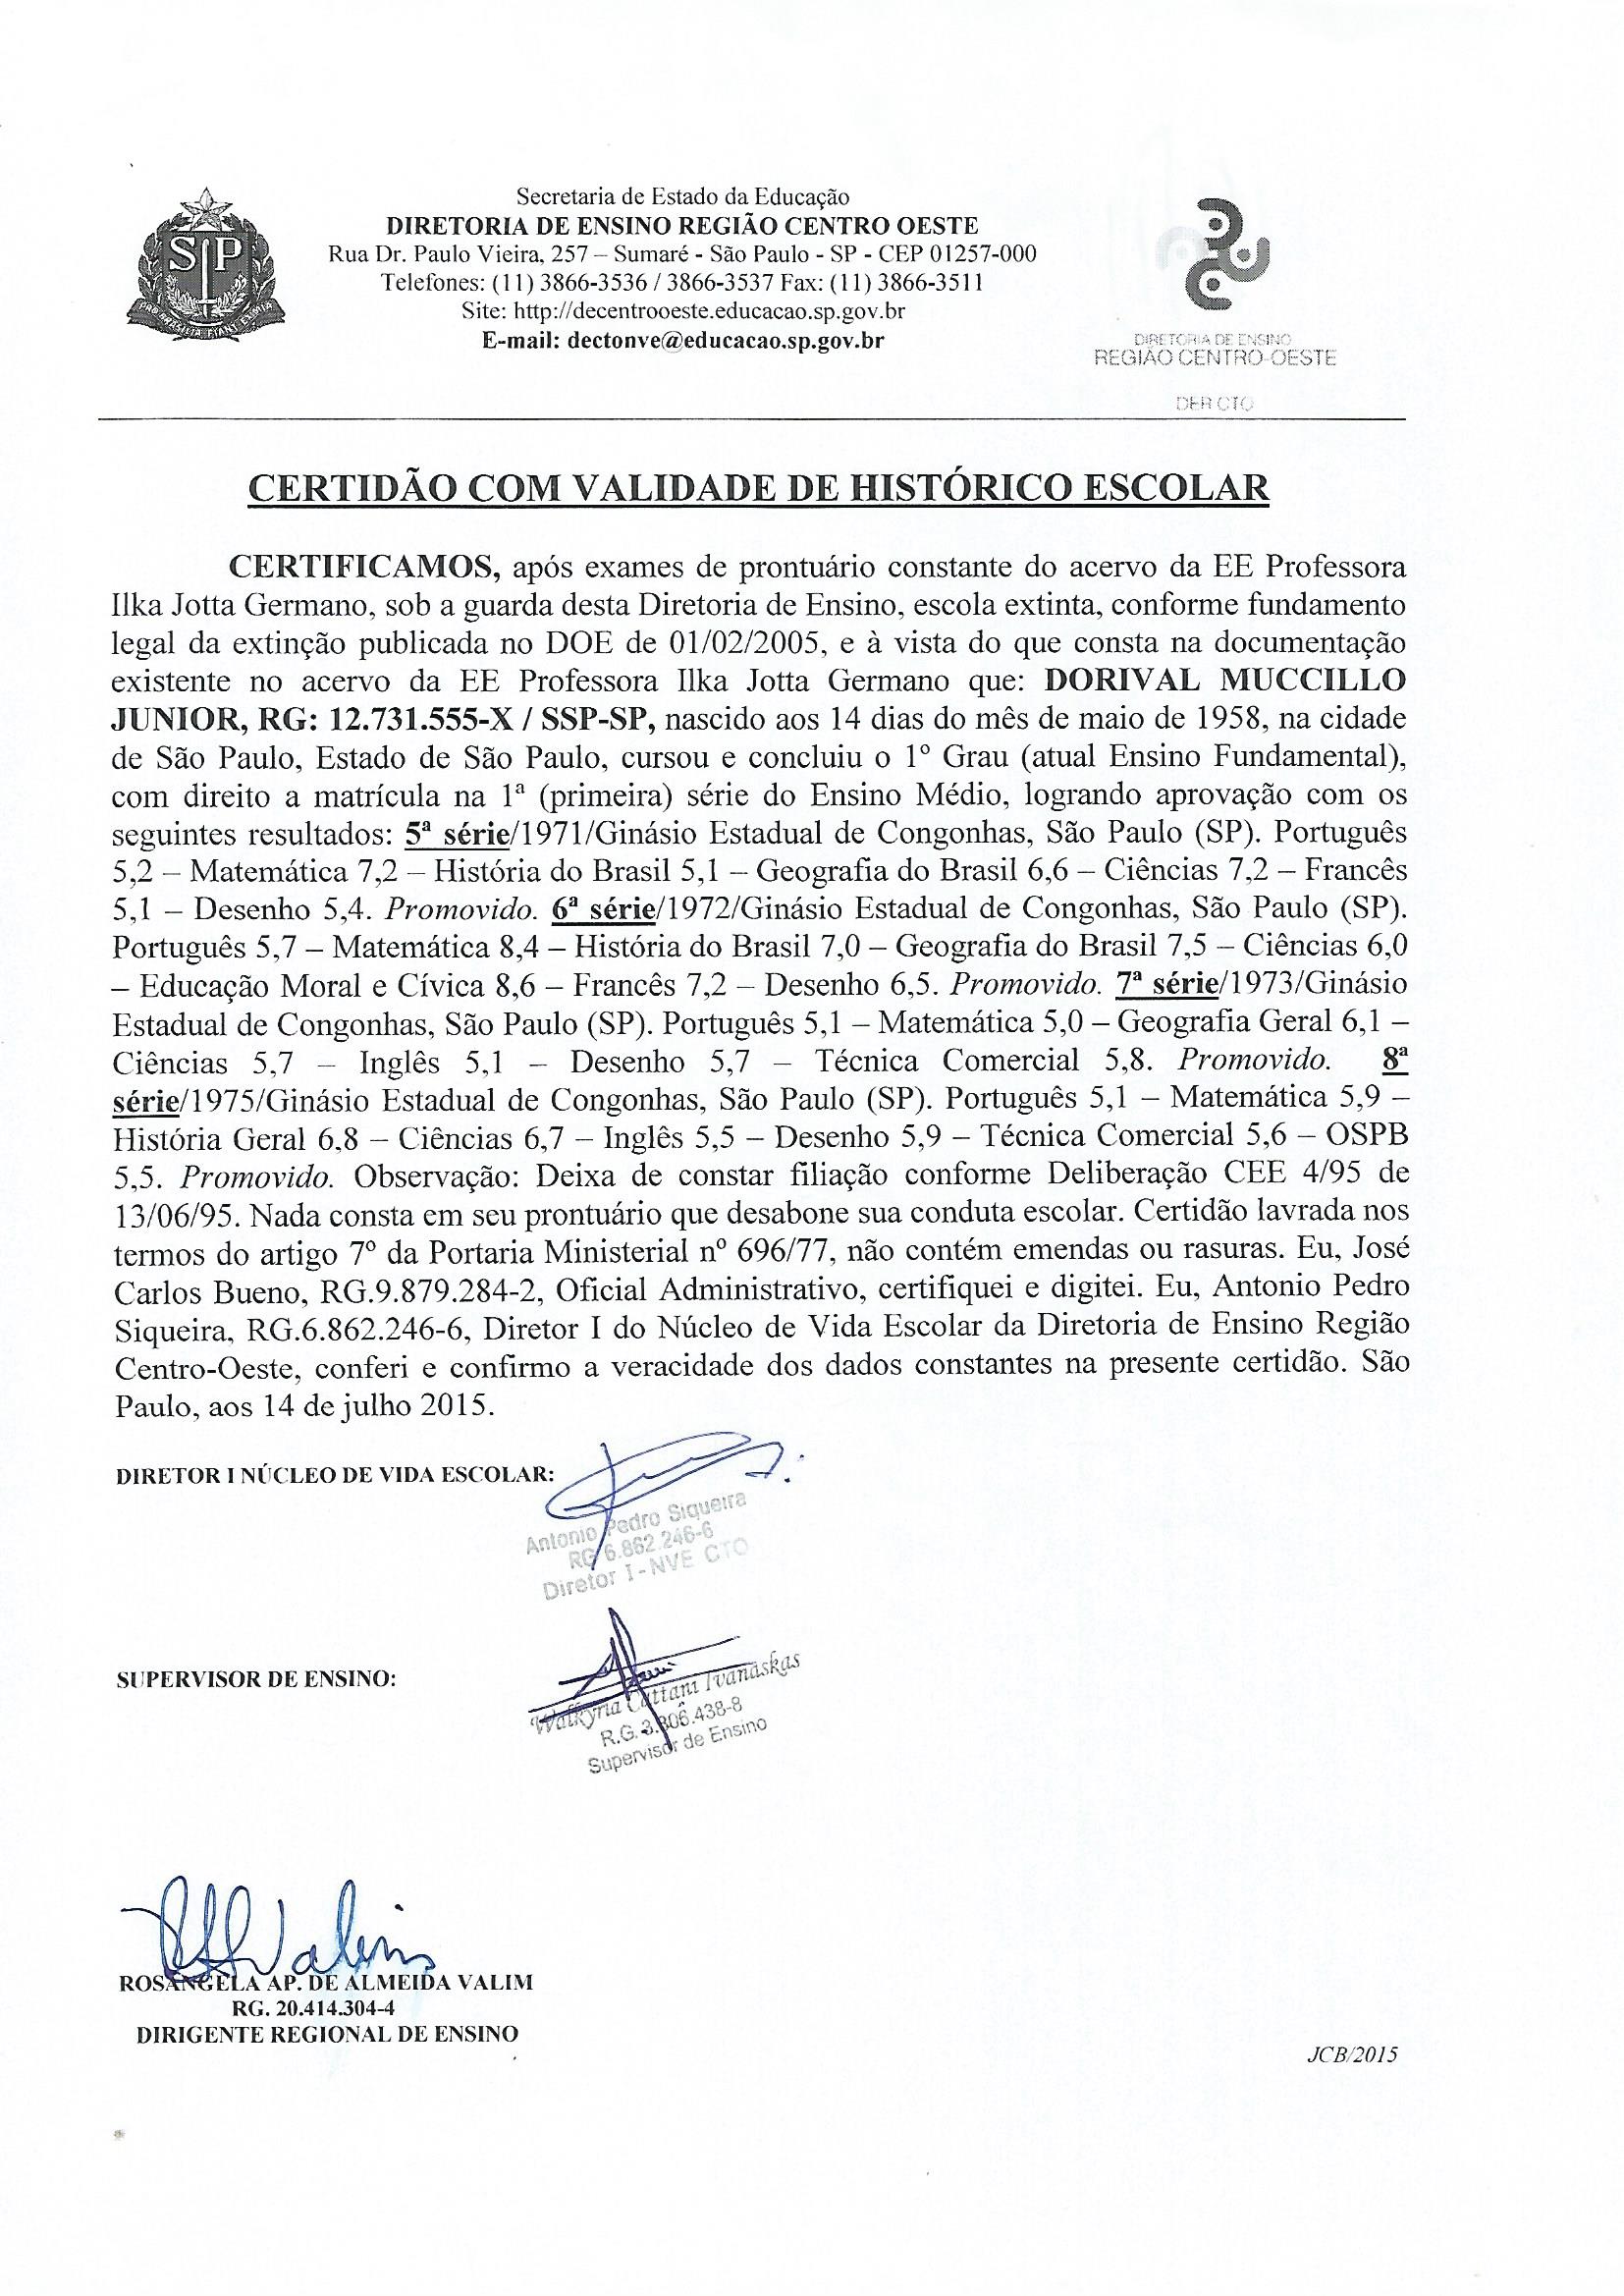 Secretaria de Estado da Educação
DIRETORIA DE ENSINO REGIÃO CENTRO OESTE
Rua Dr. Paulo Vieira, 257 – Sumaré - São Paulo - SP - CEP 01257-000
Telefones: (11) 3866-3536 / 3866-3537 Fax: (11) 3866-3511
Site: http://decentrooeste.educacao.sp.gov.br
E-mail: dectonve@educacao.sp.gov.br
SP
DIRETORIA DE ENSINO
REGIÃO CENTRO-OESTE
DER CTO
CERTIDÃO COM VALIDADE DE HISTÓRICO ESCOLAR
CERTIFICAMOS, após exames de prontuário constante do acervo da EE Professora
Ilka Jotta Germano, sob a guarda desta Diretoria de Ensino, escola extinta, conforme fundamento
legal da extinção publicada no DOE de 01/02/2005, e à vista do que consta na documentação
existente no acervo da EE Professora Ilka Jotta Germano que: DORIVAL MUCCILLO
JUNIOR, RG: 12.731.555-X / SSP-SP, nascido aos 14 dias do mês de maio de 1958, na cidade
de São Paulo, Estado de São Paulo, cursou e concluiu o 1º Grau (atual Ensino Fundamental),
com direito a matrícula na 1ª (primeira) série do Ensino Médio, logrando aprovação com os
seguintes resultados: 5ª série/1971/Ginásio Estadual de Congonhas, São Paulo (SP). Português
5,2 – Matemática 7,2 – História do Brasil 5,1 – Geografia do Brasil 6,6 – Ciências 7,2 – Francês
5,1 – Desenho 5,4. Promovido. 6ª série/1972/Ginásio Estadual de Congonhas, São Paulo (SP).
Português 5,7 – Matemática 8,4 – História do Brasil 7,0 – Geografia do Brasil 7,5 – Ciências 6,0
– Educação Moral e Cívica 8,6 – Francês 7,2 – Desenho 6,5. Promovido. 7ª série/1973/Ginásio
Estadual de Congonhas, São Paulo (SP). Português 5,1 – Matemática 5,0 – Geografia Geral 6,1 –
Ciências 5,7 – Inglês 5,1 – Desenho 5,7 – Técnica Comercial 5,8. Promovido. 8ª
série/1975/Ginásio Estadual de Congonhas, São Paulo (SP). Português 5,1 – Matemática 5,9 –
História Geral 6,8 – Ciências 6,7 – Inglês 5,5 – Desenho 5,9 – Técnica Comercial 5,6 – OSPB
5,5. Promovido. Observação: Deixa de constar filiação conforme Deliberação CEE 4/95 de
13/06/95. Nada consta em seu prontuário que desabone sua conduta escolar. Certidão lavrada nos
termos do artigo 7º da Portaria Ministerial nº 696/77, não contém emendas ou rasuras. Eu, José
Carlos Bueno, RG.9.879.284-2, Oficial Administrativo, certifiquei e digitei. Eu, Antonio Pedro
Siqueira, RG.6.862.246-6, Diretor I do Núcleo de Vida Escolar da Diretoria de Ensino Região
Centro-Oeste, conferi e confirmo a veracidade dos dados constantes na presente certidão. São
Paulo, aos 14 de julho 2015.
DIRETOR I NÚCLEO DE VIDA ESCOLAR:
Antonio Pedro Siqueira
RG 6.862.246-6
Diretor I - NVE CTO
SUPERVISOR DE ENSINO:
Walkyria Cattani Ivanaskas
R.G. 3.806.438-8
Supervisor de Ensino
ROSANGELA AP. DE ALMEIDA VALIM
RG. 20.414.304-4
DIRIGENTE REGIONAL DE ENSINO
JCB/2015